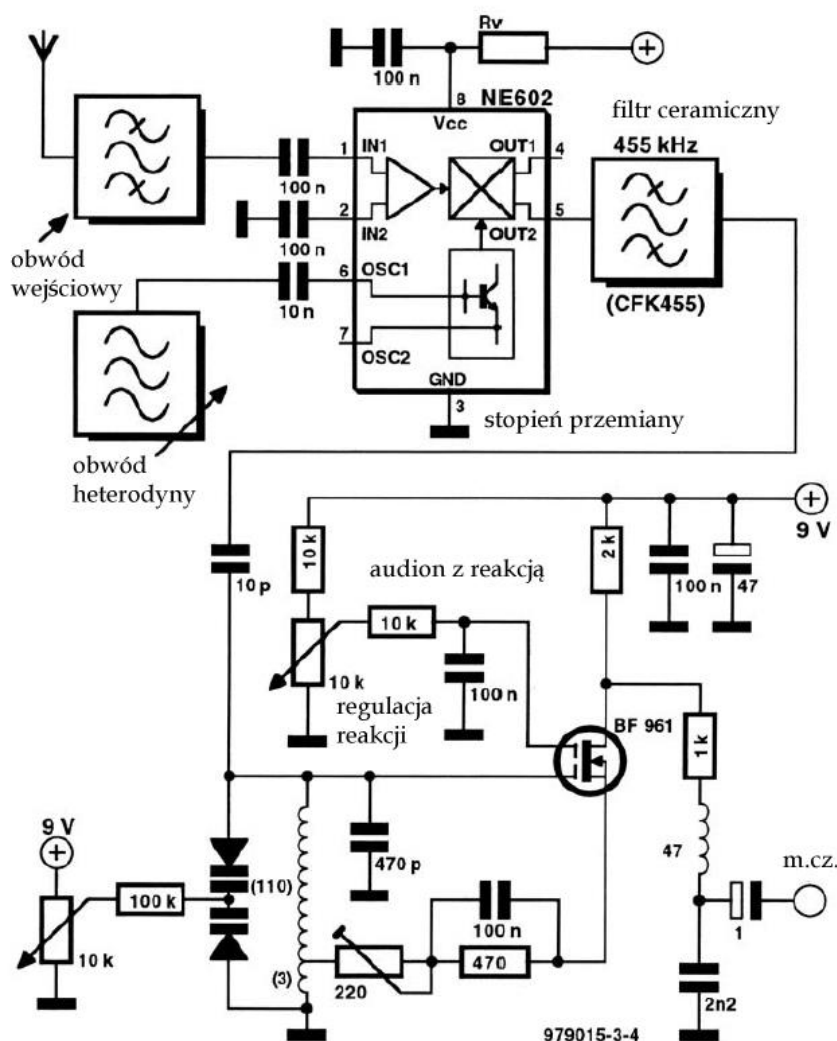 Rv
100 n
8
NE602
Vcc
filtr ceramiczny
455 kHz
1
IN1
OUT1
4
100 n
2
IN2
OUT2
5
100 n
obwód
wejściowy
6
OSC1
10 n
7
OSC2
(CFK455)
GND
3
stopień przemiany
obwód
heterodyny
9 V
10 k
2 k
10 p
audion z reakcją
100 n
47
10 k
10 k
100 n
regulacja
reakcji
BF 961
1 k
9 V
470 p
47
m.cz.
(110)
100 k
100 n
1
10 k
(3)
220
470
2n2
979015-3-4